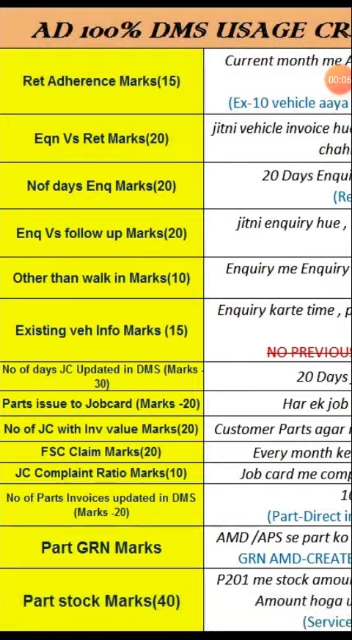 AD 100% DMS USAGE CR
Ret Adherence Marks(15)
Current month me
00:06
(Ex-10 vehicle aaya
Eqn Vs Ret Marks(20)
jitni vehicle invoice hu
chah
Nof days Enq Marks(20)
20 Days Enqui
(Re
Enq Vs follow up Marks(20)
jitni enquiry hue ,
Other than walk in Marks(10)
Enquiry me Enquiry
Existing veh Info Marks (15)
Enquiry karte time , p
NO PREVIOU
No of days JC Updated in DMS (Marks -
30)
20 Days
Parts issue to Jobcard (Marks -20)
Har ek job
No of JC with Inv value Marks(20)
Customer Parts agar
FSC Claim Marks(20)
Every month ke
JC Complaint Ratio Marks(10)
Job card me comp
No of Parts Invoices updated in DMS
(Marks -20)
10
(Part-Direct in
Part GRN Marks
AMD /APS se part ko
GRN AMD-CREATE
Part stock Marks(40)
P201 me stock amou
Amount hoga u
(Service